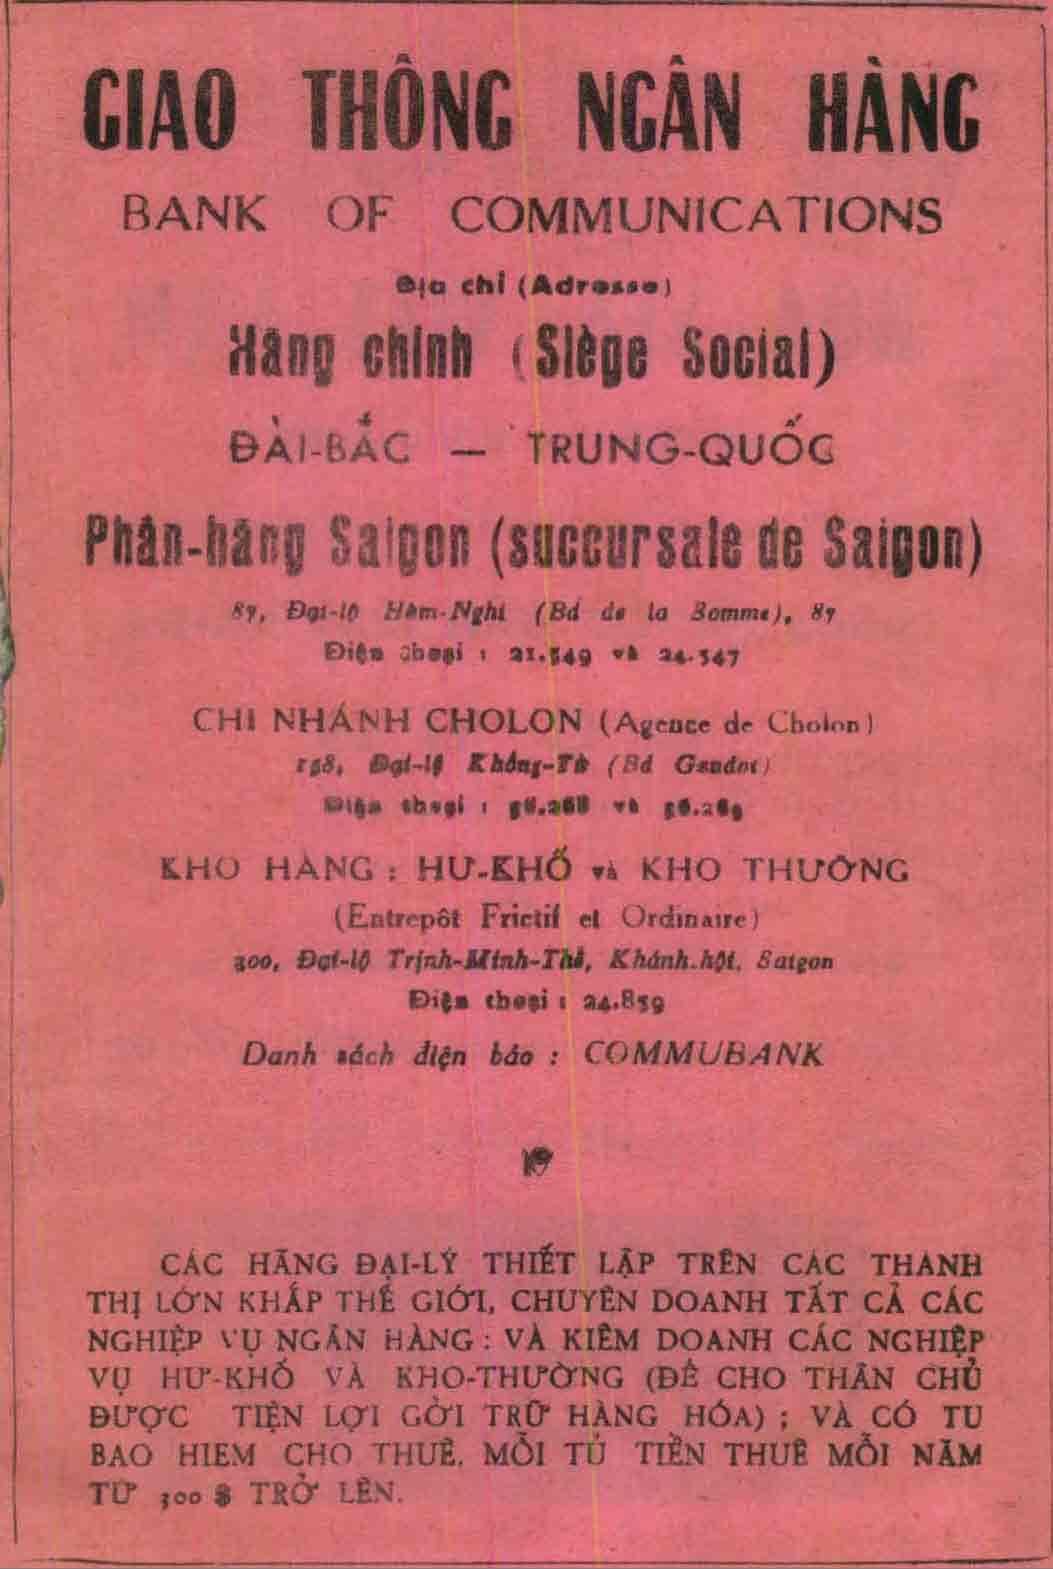 GIAO THÔNG NGÂN HÀNG
BANK OF COMMUNICATIONS
Địa chỉ (Adresse)
Hãng chính (Siège Social)
ĐÀI-BẮC — TRUNG-QUỐC
Phân-hãng Saigon (succursale de Saigon)
87, Đại-lộ Hàm-Nghi (Bd de la Somme), 87
Điện thoại : 21.549 và 24.547
CHI NHÁNH CHOLON (Agence de Cholon)
Đại-lộ Khổng-Tử (Bd Gaudot)
Điện thoại : 56.268 và 56.269
KHO HÀNG : HƯ-KHỐ và KHO THƯỜNG
(Entrepôt Frictif et Ordinaire)
300, Đại-lộ Trịnh-Minh-Thế, Khánh.hội, Saigon
Điện thoại : 24.859
Danh sách điện báo : COMMUBANK
CÁC HÃNG ĐẠI-LÝ THIẾT LẬP TRÊN CÁC THANH
THỊ LỚN KHẮP THẾ GIỚI, CHUYÊN DOANH TẤT CẢ CÁC
NGHIỆP VỤ NGÂN HÀNG : VÀ KIÊM DOANH CÁC NGHIỆP
VỤ HƯ-KHỐ VÀ KHO-THƯỜNG (ĐỂ CHO THÂN CHỦ
ĐƯỢC TIỆN LỢI GỞI TRỮ HÀNG HÓA) ; VÀ CÓ TU
BAO HIEM CHO THUÊ. MỖI TỦ TIỀN THUÊ MỖI NĂM
TỪ 300 $ TRỞ LÊN.